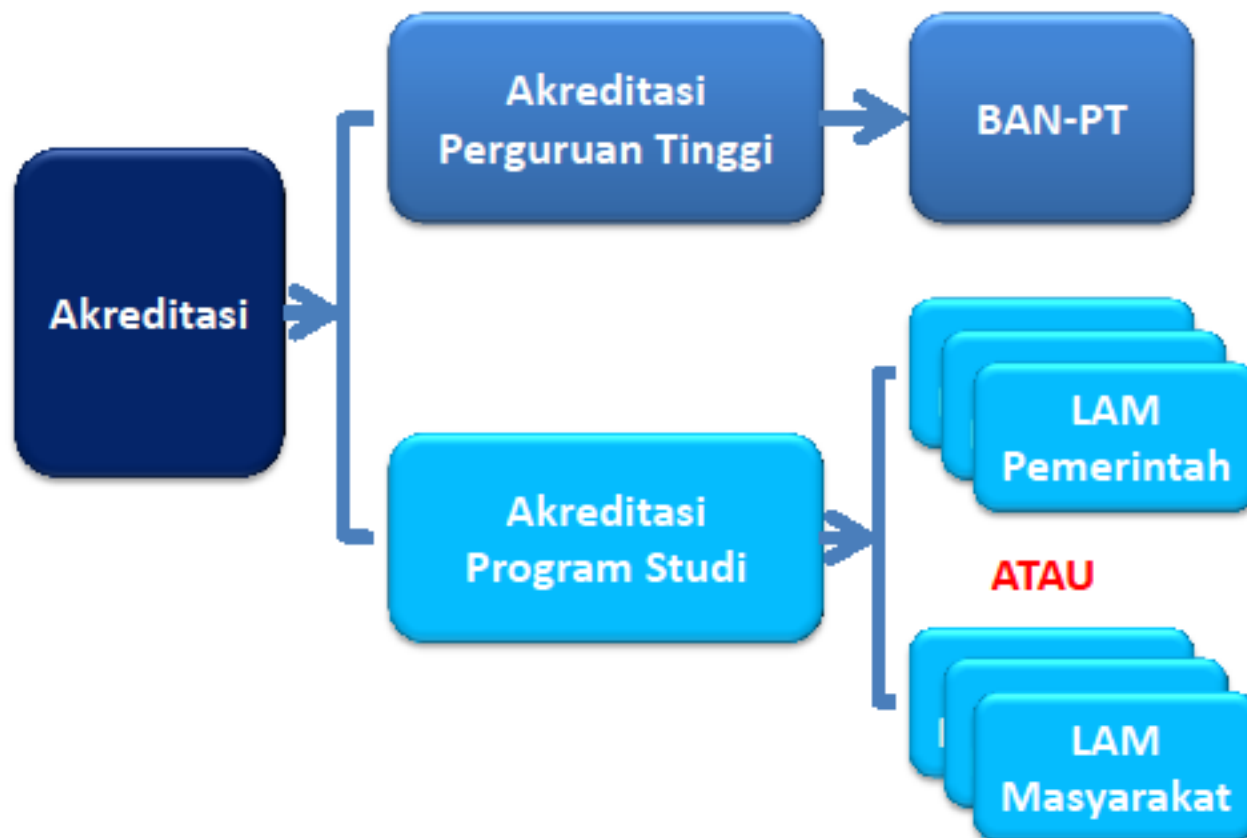 Akreditasi
Akreditasi
Perguruan Tinggi
BAN-PT
Akreditasi
Program Studi
LAM
Pemerintah
ATAU
LAM
Masyarakat